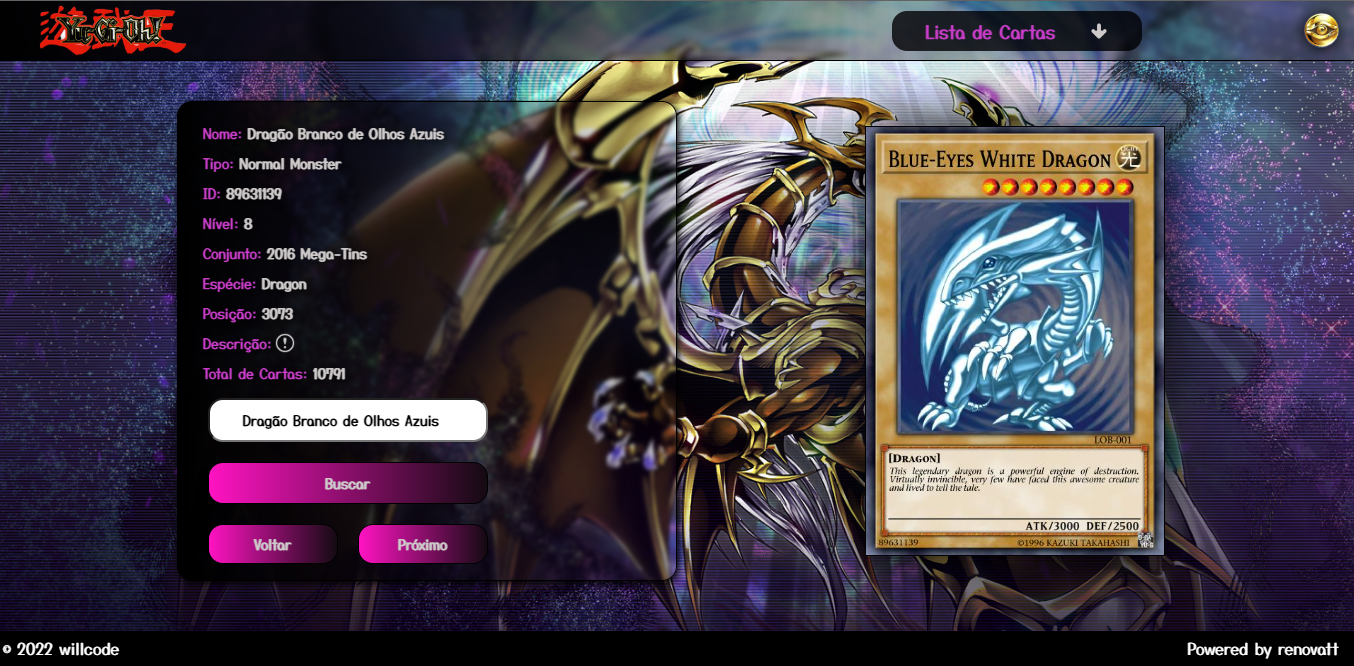 遊戯王
Yu-Gi-Oh!
Lista de Cartas
Nome: Dragão Branco de Olhos Azuis
Tipo: Normal Monster
ID: 89631139
Nível: 8
Conjunto: 2016 Mega-Tins
Espécie: Dragon
Posição: 3073
Descrição:
Total de Cartas: 10791
Dragão Branco de Olhos Azuis
Buscar
Voltar
Próximo
BLUE-EYES WHITE DRAGON
光
LOB-001
[DRAGON]
This legendary dragon is a powerful engine of destruction.
Virtually invincible, very few have faced this awesome creature
and lived to tell the tale.
ATK/3000 DEF/2500
89631139
©1996 KAZUKI TAKAHASHI
© 2022 willcode
Powered by renovatt